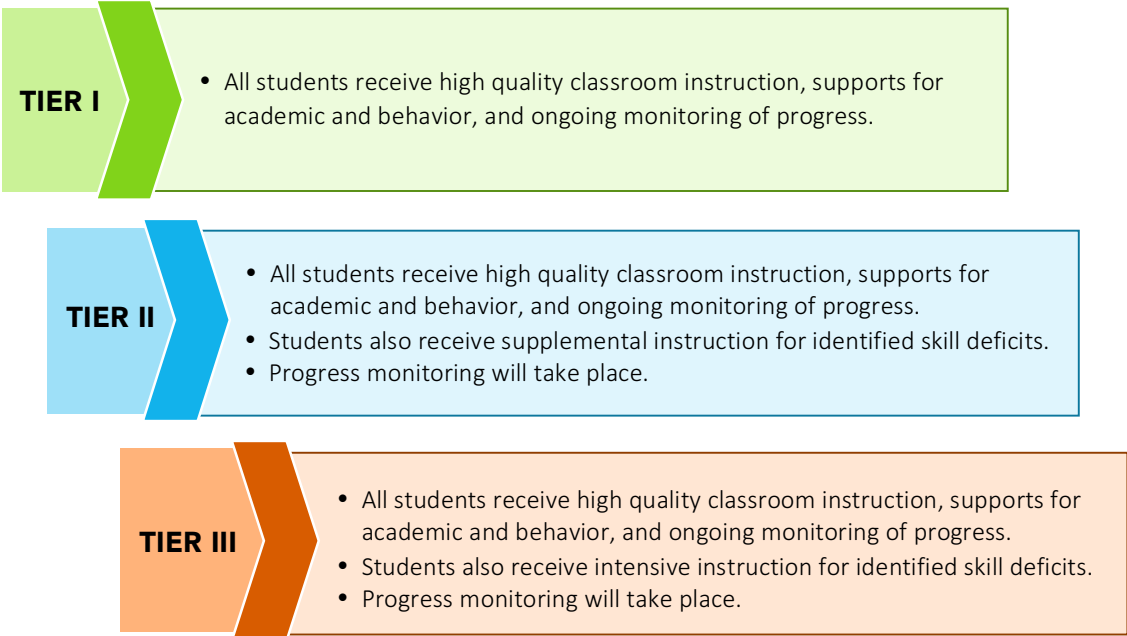 TIER I
• All students receive high quality classroom instruction, supports for
academic and behavior, and ongoing monitoring of progress.
TIER II
• All students receive high quality classroom instruction, supports for
academic and behavior, and ongoing monitoring of progress.
• Students also receive supplemental instruction for identified skill deficits.
• Progress monitoring will take place.
TIER III
• All students receive high quality classroom instruction, supports for
academic and behavior, and ongoing monitoring of progress.
• Students also receive intensive instruction for identified skill deficits.
• Progress monitoring will take place.